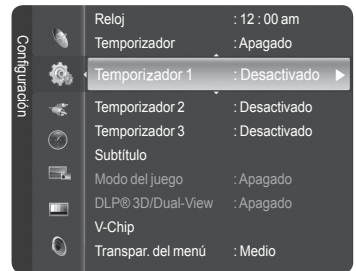 Configuración
Reloj : 12 : 00 am
Temporizador : Apagado
Temporizador 1 : Desactivado
Temporizador 2 : Desactivado
Temporizador 3 : Desactivado
Subtítulo
Modo del juego : Apagado
DLP® 3D/Dual-View : Apagado
V-Chip
Transpar. del menú : Medio